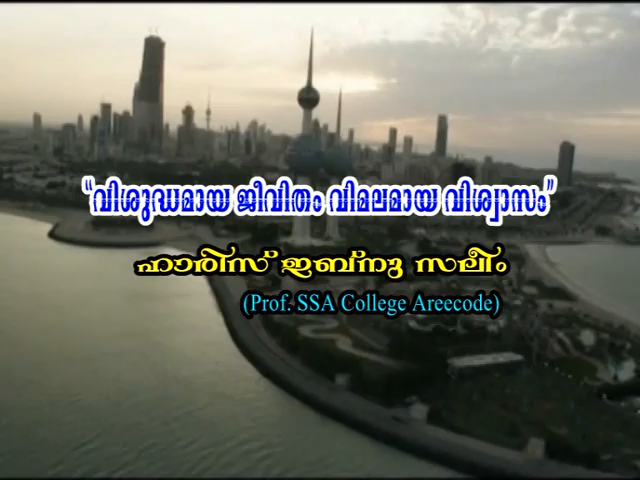 “വിശുദ്ധമായ ജീവിതം വിമലമായ വിശ്വാസം”
ഹാരിസ് ഇബ്നു സലീം
(Prof. SSA College Areecode)